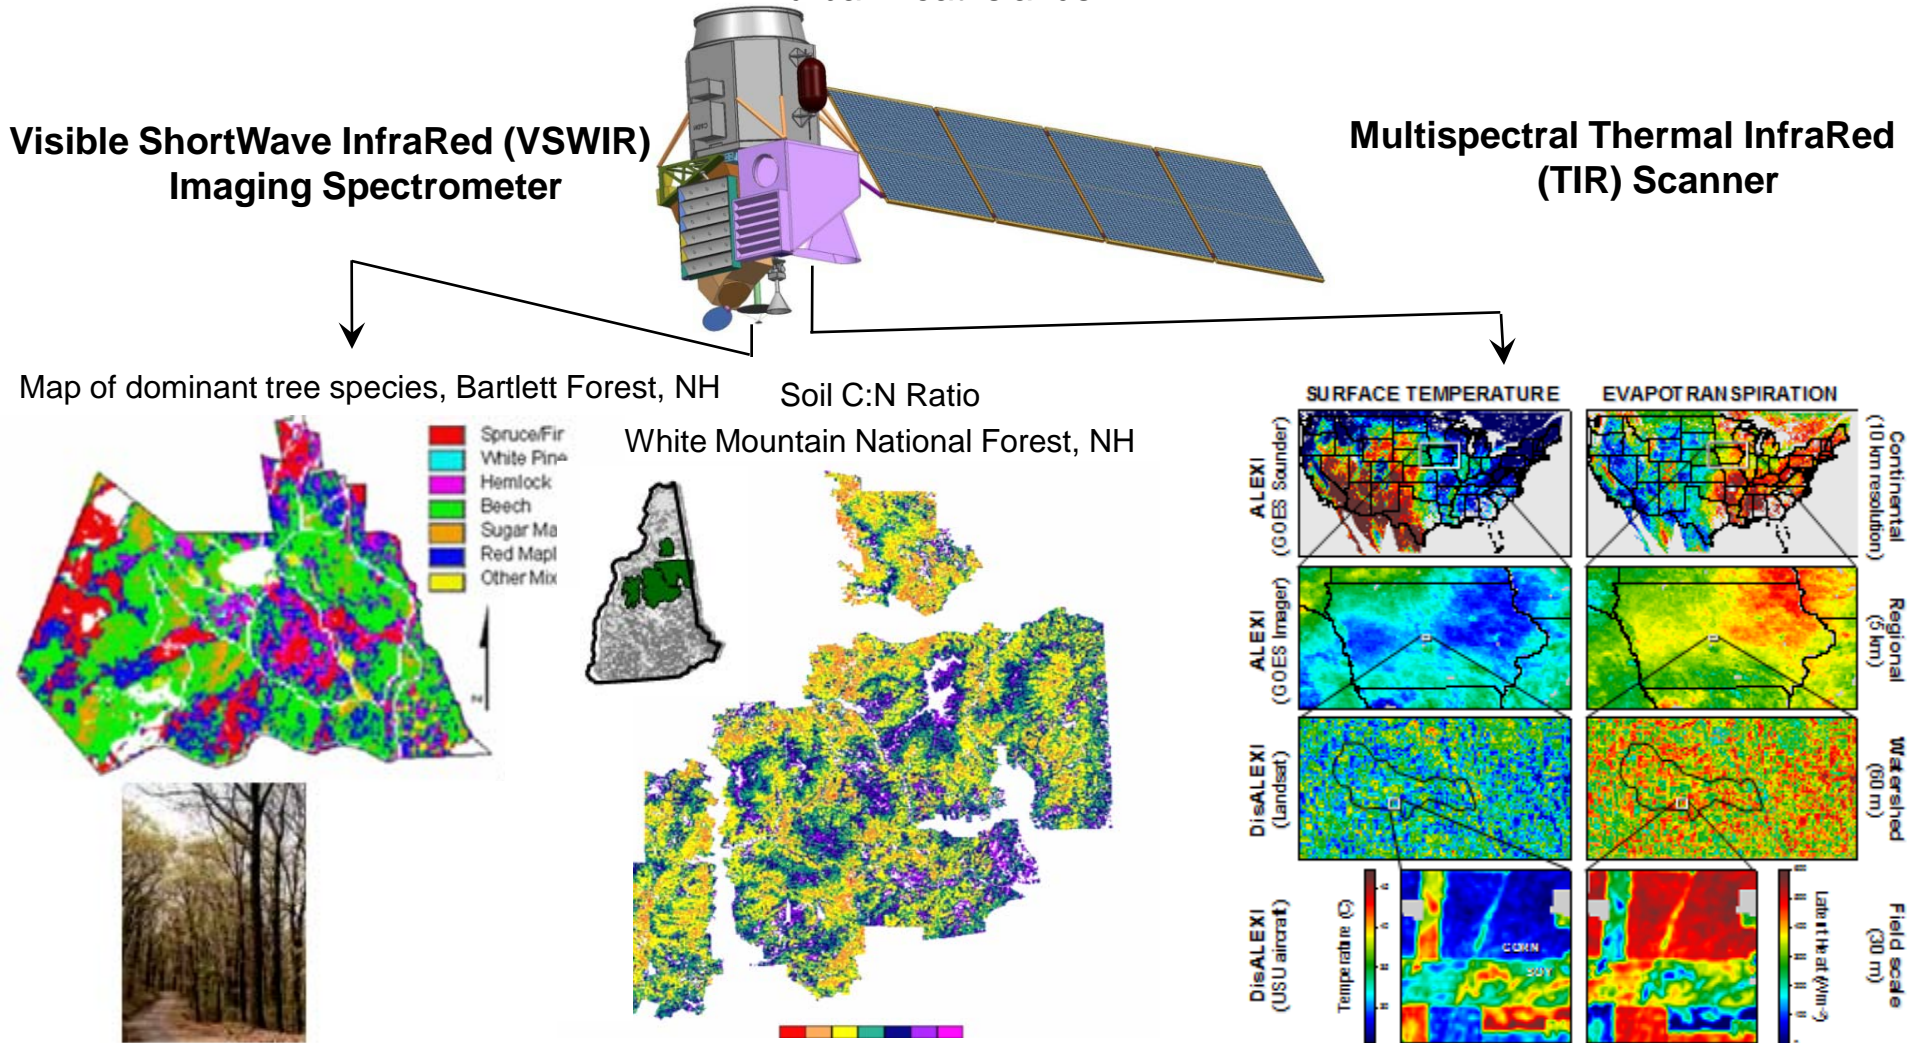 Visible ShortWave InfraRed (VSWIR)
Imaging Spectrometer
Multispectral Thermal InfraRed
(TIR) Scanner
Map of dominant tree species, Bartlett Forest, NH
Spruce/Fir
White Pine
Hemlock
Beech
Sugar Ma
Red Mapl
Other Mix
Soil C:N Ratio
White Mountain National Forest, NH
SURFACE TEMPERATURE
EVAPOTRANSPIRATION
ALEXI
(GOES Sounder)
Continental
(10 km resolution)
ALEXI
(GOES Imager)
Regional
(5 km)
DisALEXI
(Landsat)
Watershed
(60 m)
DisALEXI
(USU aircraft)
Temperature (C)
CORN
SOY
Latent Heat (Wm-2)
Field scale
(30 m)